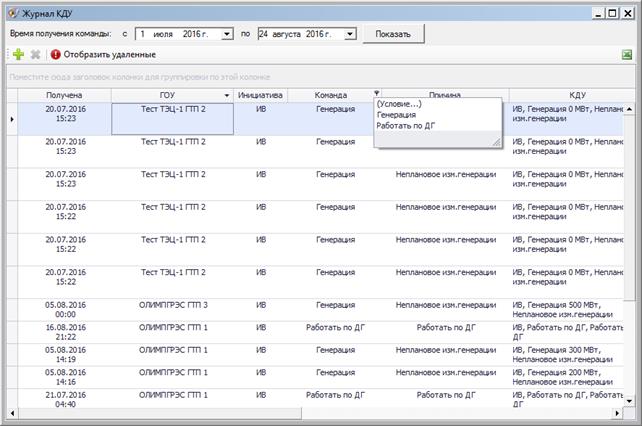 Журнал КДУ
Время получения команды: с 1 июля 2016 г. по 24 августа 2016 г. Показать
Отобразить удаленные
Поместите сюда заголовок колонки для группировки по этой колонке
Получена ГОУ Инициатива Команда Причина КДУ
(Условие...)
Генерация
Работать по ДГ
20.07.2016 Тест ТЭЦ-1 ГТП 2 ИВ Генерация ИВ, Генерация 0 МВт, Неплановое
15:23 изм.генерации
20.07.2016 Тест ТЭЦ-1 ГТП 2 ИВ Генерация ИВ, Генерация 0 МВт, Неплановое
15:23 изм.генерации
20.07.2016 Тест ТЭЦ-1 ГТП 2 ИВ Генерация Неплановое изм.генерации ИВ, Генерация 0 МВт, Неплановое
15:23 изм.генерации
20.07.2016 Тест ТЭЦ-1 ГТП 2 ИВ Генерация Неплановое изм.генерации ИВ, Генерация 0 МВт, Неплановое
15:22 изм.генерации
20.07.2016 Тест ТЭЦ-1 ГТП 2 ИВ Генерация Неплановое изм.генерации ИВ, Генерация 0 МВт, Неплановое
15:22 изм.генерации
20.07.2016 Тест ТЭЦ-1 ГТП 2 ИВ Генерация Неплановое изм.генерации ИВ, Генерация 0 МВт, Неплановое
15:22 изм.генерации
05.08.2016 ОЛИМПГРЭС ГТП 3 ИВ Генерация Неплановое изм.генерации ИВ, Генерация 500 МВт,
00:00 Неплановое изм.генерации
16.08.2016 ОЛИМПГРЭС ГТП 1 ИВ Работать по ДГ Работать по ДГ ИВ, Работать по ДГ, Работать по
21:22 ДГ
05.08.2016 ОЛИМПГРЭС ГТП 1 ИВ Генерация Неплановое изм.генерации ИВ, Генерация 300 МВт,
14:19 Неплановое изм.генерации
05.08.2016 ОЛИМПГРЭС ГТП 1 ИВ Генерация Неплановое изм.генерации ИВ, Генерация 200 МВт,
14:16 Неплановое изм.генерации
21.07.2016 ОЛИМПГРЭС ГТП 1 ИВ Работать по ДГ Работать по ДГ ИВ, Работать по ДГ, Работать по
04:40 ДГ